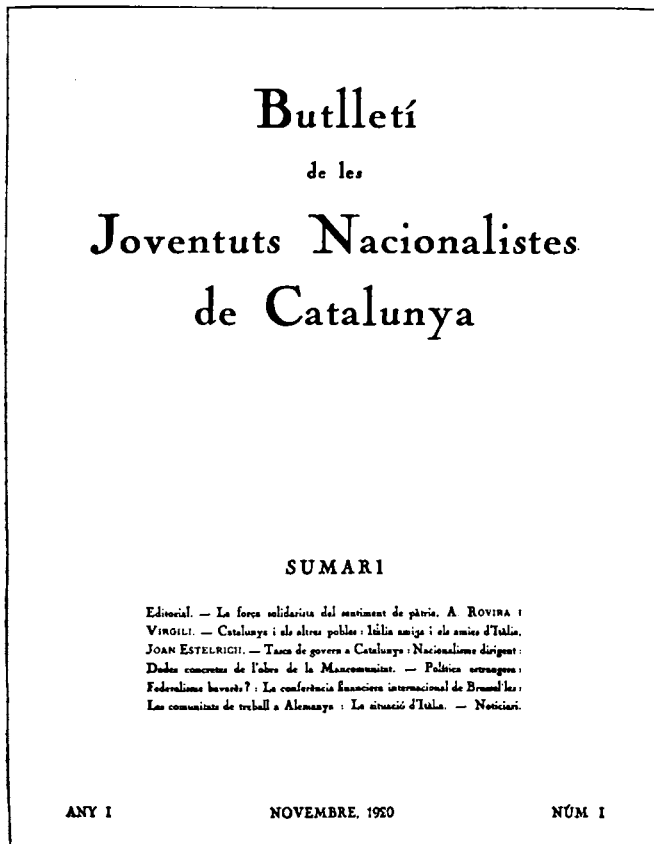 Butlletí
de les
Joventuts Nacionalistes
de Catalunya
SUMARI
Editorial. — La força solidarista del sentiment de pàtria, A. ROVIRA I
VIRGILI. — Catalunya i els altres pobles : Itàlia amiga i els amics d'Itàlia,
JOAN ESTELRICH. — Tasca de govern a Catalunya : Nacionalisme dirigent :
Dades concretes de l'obra de la Mancomunitat. — Política estrangera :
Federalisme bavarès? : La conferència financiera internacional de Brussel·les :
Les comunitats de treball a Alemanya : La situació d'Itàlia. — Noticiari.
ANY I NOVEMBRE, 1920 NÚM I